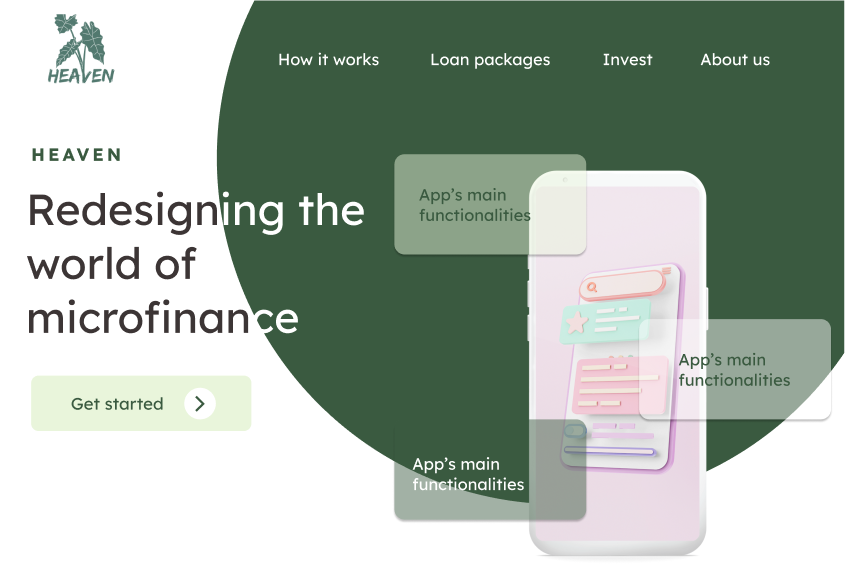 HEAVEN
How it works
Loan packages
Invest
About us
HEAVEN
Redesigning the
world of
microfinance
Get started
App’s main
functionalities
App’s main
functionalities
App’s main
functionalities